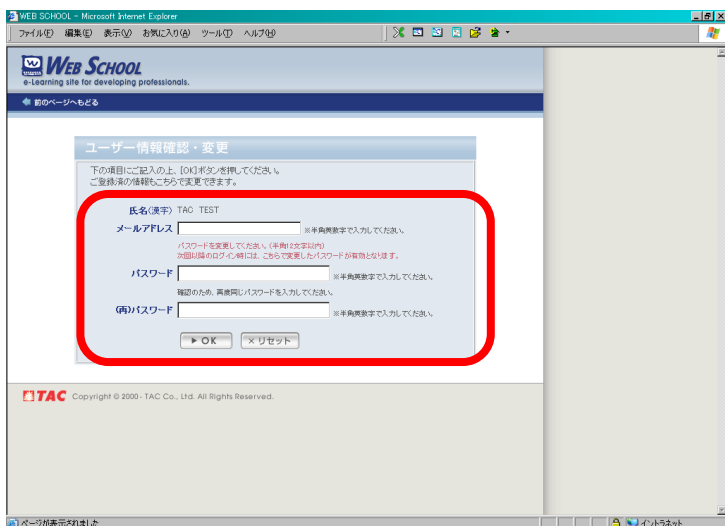 WEB SCHOOL - Microsoft Internet Explorer
ファイル(F) 編集(E) 表示(V) お気に入り(A) ツール(T) ヘルプ(H)
WEB SCHOOL
e-Learning site for developing professionals.
前のページへもどる
ユーザー情報確認・変更
下の項目にご記入の上、[OK]ボタンを押してください。
ご登録済の情報もこちらで変更できます。
氏名(漢字) TAC TEST
メールアドレス ※半角英数字で入力してください。
パスワードを変更してください。(半角12文字以内)
次回以降のログイン時には、こちらで変更したパスワードが有効となります。
パスワード ※半角英数字で入力してください。
確認のため、再度同じパスワードを入力してください。
(再)パスワード ※半角英数字で入力してください。
OK ×リセット
TAC Copyright © 2000- TAC Co., Ltd. All Rights Reserved.
ページが表示されました イントラネット